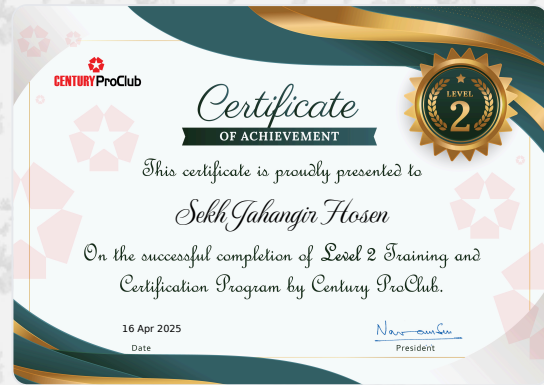 CENTURY ProClub
LEVEL
2
Certificate
OF ACHIEVEMENT
This certificate is proudly presented to
Sekh Jahangir Hosen
On the successful completion of Level 2 Training and
Certification Program by Century ProClub.
16 Apr 2025
Date
President